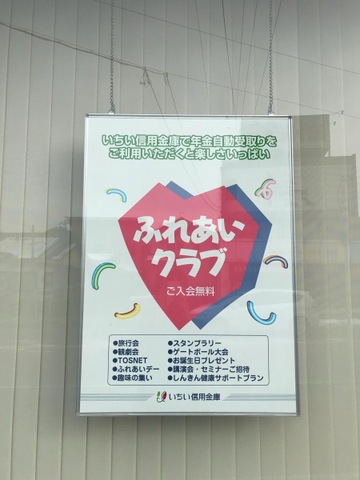 いちい信用金庫で年金自動受取りを
ご利用いただくと楽しさいっぱい
ふれあい
クラブ
ご入会無料
●旅行会
●観劇会
●TOSNET
●ふれあいデー
●趣味の集い
●スタンプラリー
●ゲートボール大会
●お誕生日プレゼント
●講演会・セミナーご招待
●しんきん健康サポートプラン
いちい信用金庫